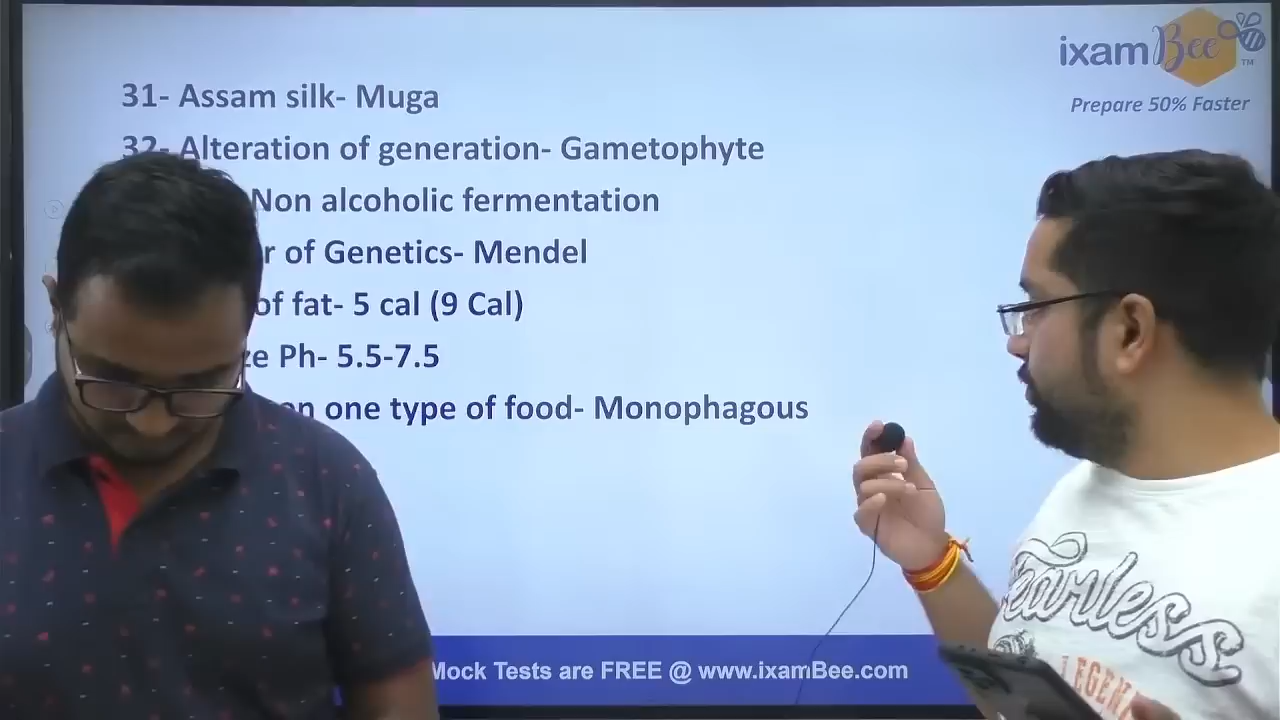 ixamBee
TM
Prepare 50% Faster
31- Assam silk- Muga
32- Alteration of generation- Gametophyte
Non alcoholic fermentation
of Genetics- Mendel
of fat- 5 cal (9 Cal)
Ph- 5.5-7.5
on one type of food- Monophagous
Mock Tests are FREE @ www.ixamBee.com
Fearless
LEGEN